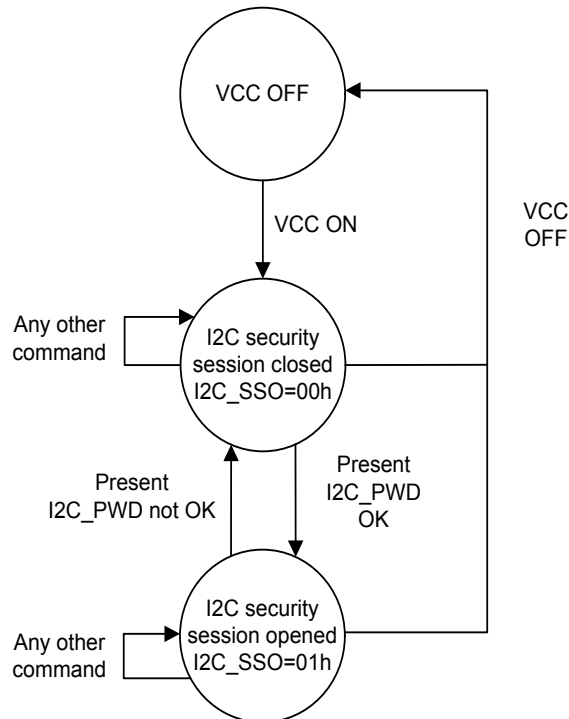 VCC OFF
VCC ON
VCC
OFF
Any other
command
I2C security
session closed
I2C_SSO=00h
Present
I2C_PWD not OK
Present
I2C_PWD
OK
I2C security
session opened
I2C_SSO=01h
Any other
command